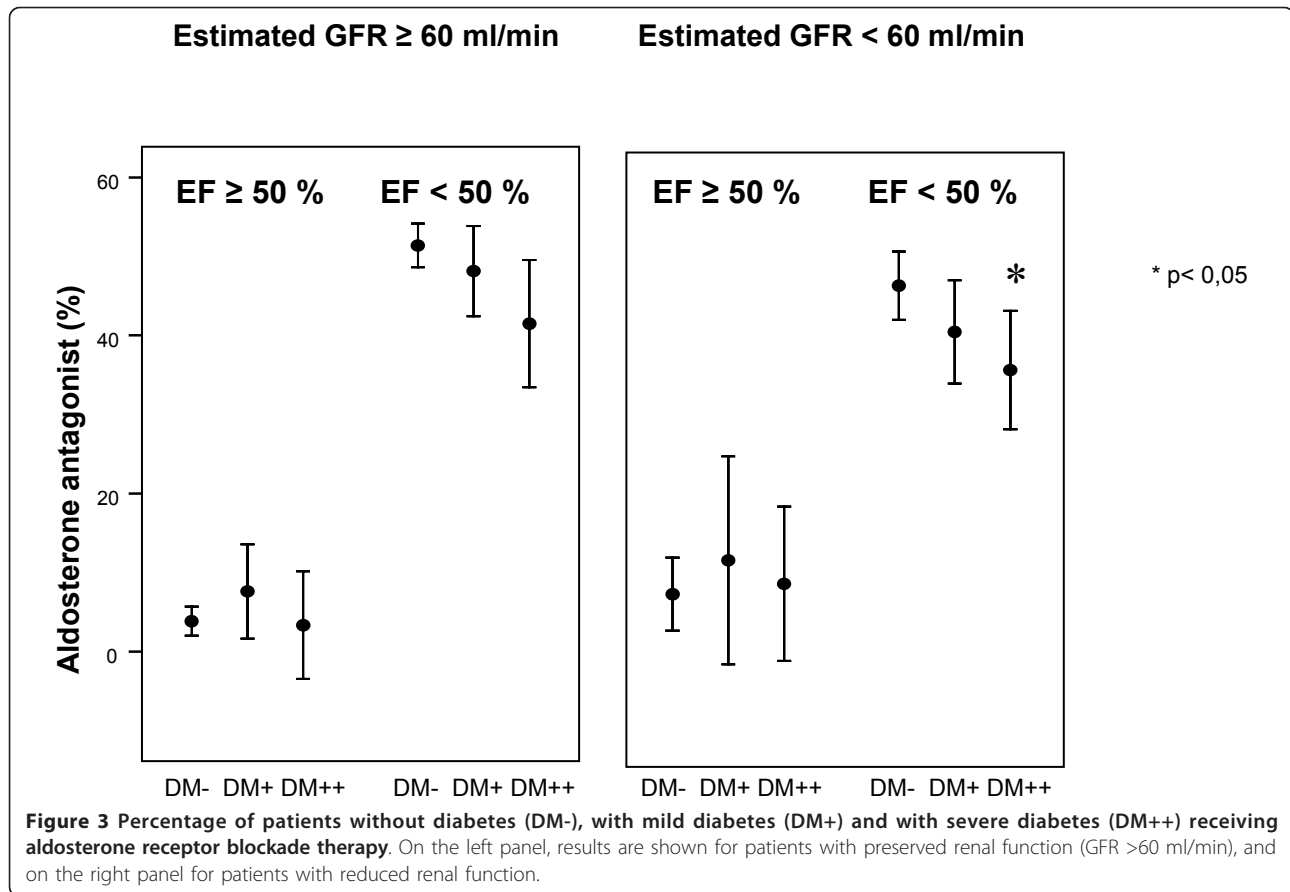 Estimated GFR ≥ 60 ml/min
Estimated GFR < 60 ml/min
EF ≥ 50 %
EF < 50 %
EF ≥ 50 %
EF < 50 %
*
* p< 0,05
Aldosterone antagonist (%)
60
40
20
0
DM- DM+ DM++
DM- DM+ DM++
DM- DM+ DM++
DM- DM+ DM++
Figure 3 Percentage of patients without diabetes (DM-), with mild diabetes (DM+) and with severe diabetes (DM++) receiving
aldosterone receptor blockade therapy. On the left panel, results are shown for patients with preserved renal function (GFR >60 ml/min), and
on the right panel for patients with reduced renal function.